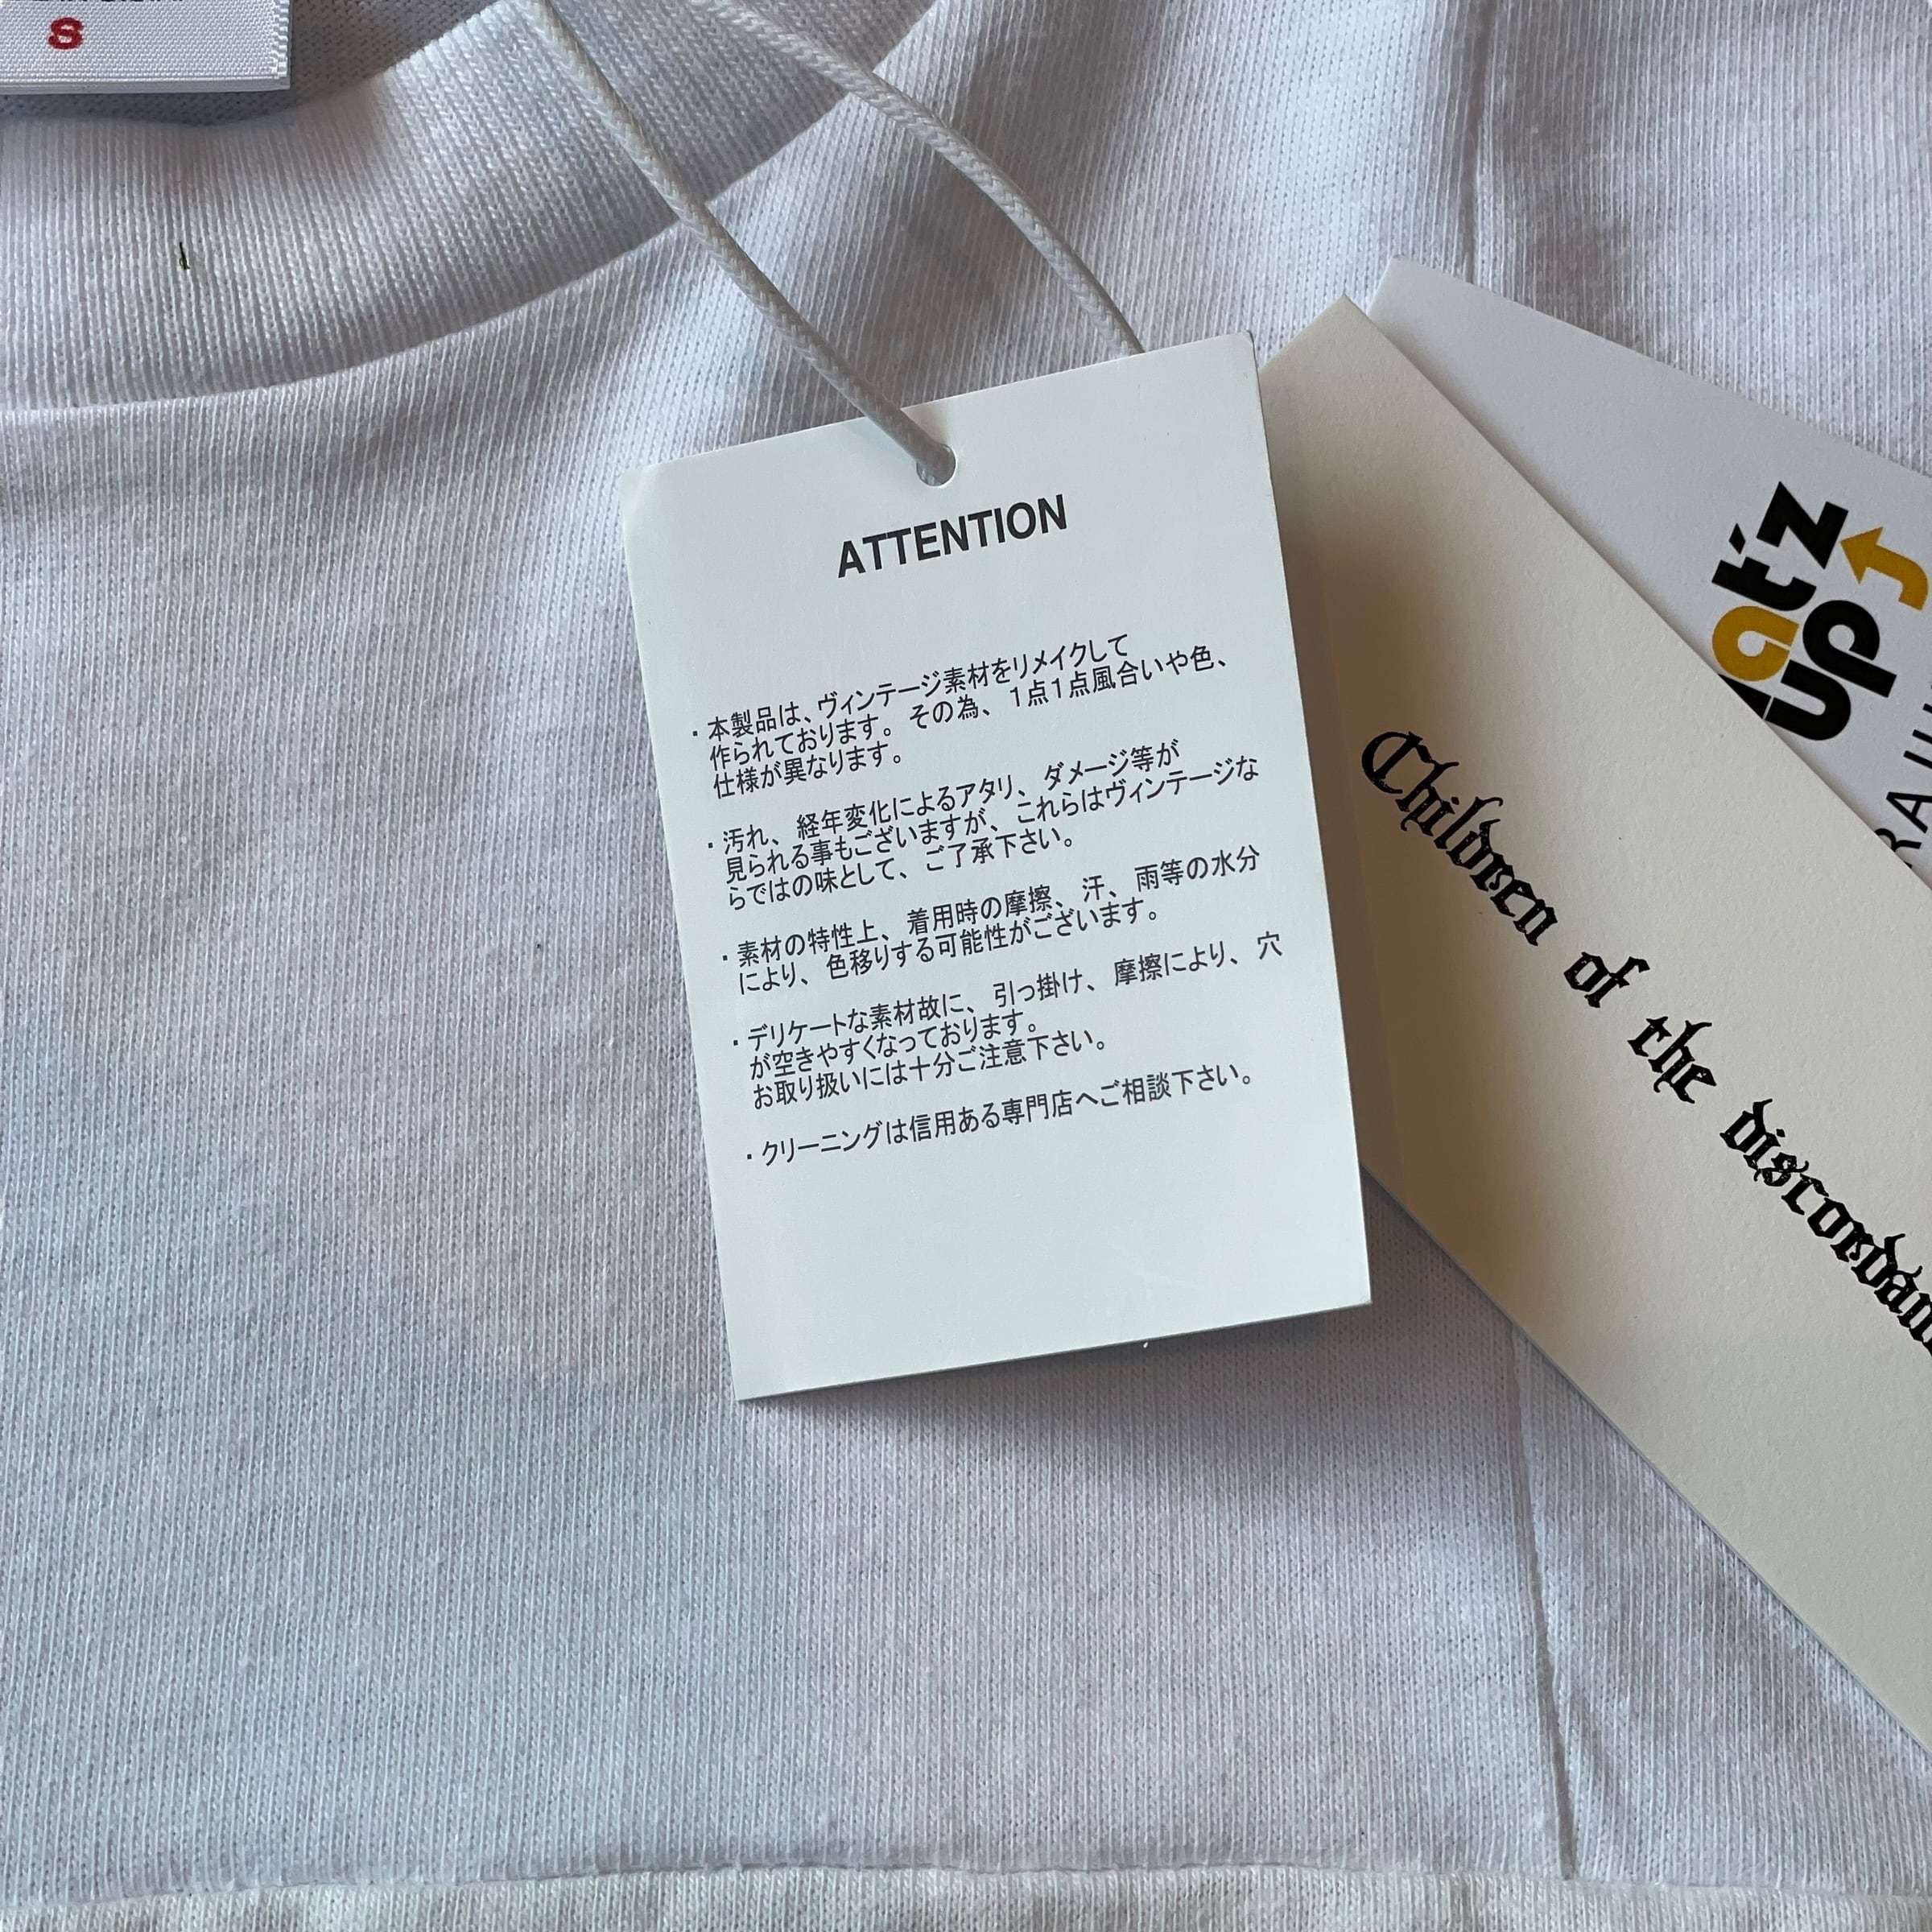 S
ATTENTION
・本製品は、ヴィンテージ素材をリメイクして
作られております。その為、1点1点風合いや色、
仕様が異なります。
・汚れ、経年変化によるアタリ、ダメージ等が
見られる事もございますが、これらはヴィンテージな
らではの味として、ご了承下さい。
・素材の特性上、着用時の摩擦、汗、雨等の水分
により、色移りする可能性がございます。
・デリケートな素材故に、引っ掛け、摩擦により、穴
が空きやすくなっております。
お取り扱いには十分ご注意下さい。
・クリーニングは信用ある専門店へご相談下さい。
Children of the
up